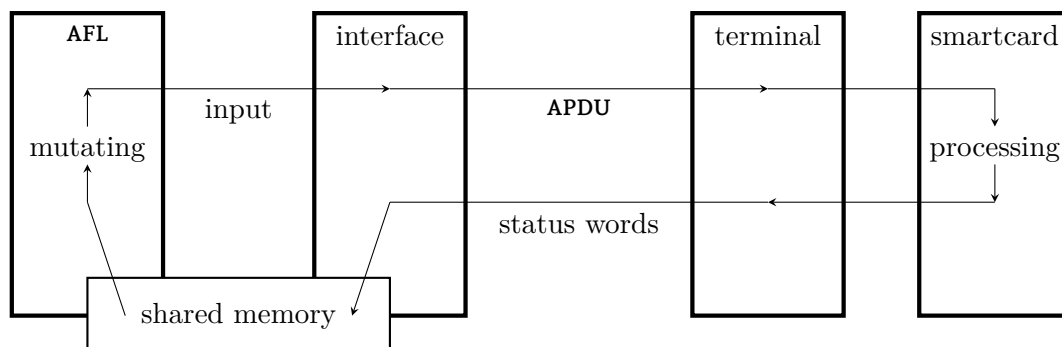 AFL
interface
terminal
smartcard
input
APDU
mutating
processing
status words
shared memory